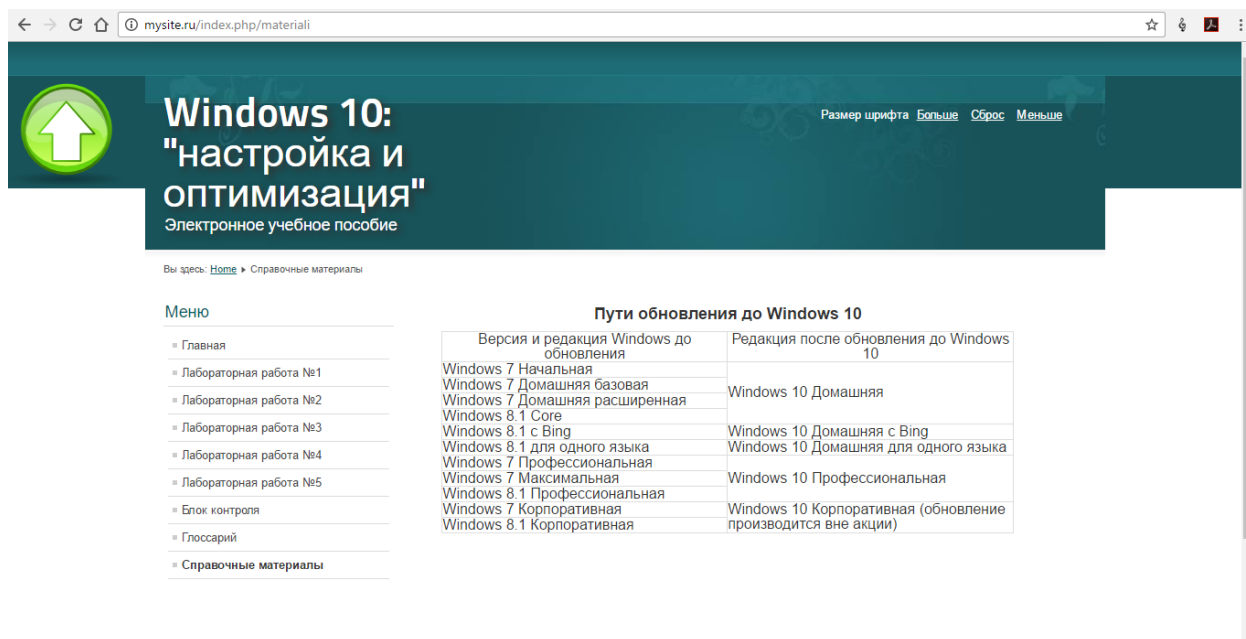 mysite.ru/index.php/materiali
Windows 10:
"настройка и
оптимизация"
Электронное учебное пособие
Размер шрифта Больше Сброс Меньше
Вы здесь: Home ▸ Справочные материалы
Меню
Главная
Лабораторная работа №1
Лабораторная работа №2
Лабораторная работа №3
Лабораторная работа №4
Лабораторная работа №5
Блок контроля
Глоссарий
Справочные материалы
Пути обновления до Windows 10
Версия и редакция Windows до
обновления
Редакция после обновления до Windows
10
Windows 7 Начальная
Windows 7 Домашняя базовая
Windows 7 Домашняя расширенная
Windows 8.1 Core
Windows 10 Домашняя
Windows 8.1 с Bing
Windows 10 Домашняя с Bing
Windows 8.1 для одного языка
Windows 10 Домашняя для одного языка
Windows 7 Профессиональная
Windows 7 Максимальная
Windows 8.1 Профессиональная
Windows 10 Профессиональная
Windows 7 Корпоративная
Windows 8.1 Корпоративная
Windows 10 Корпоративная (обновление
производится вне акции)